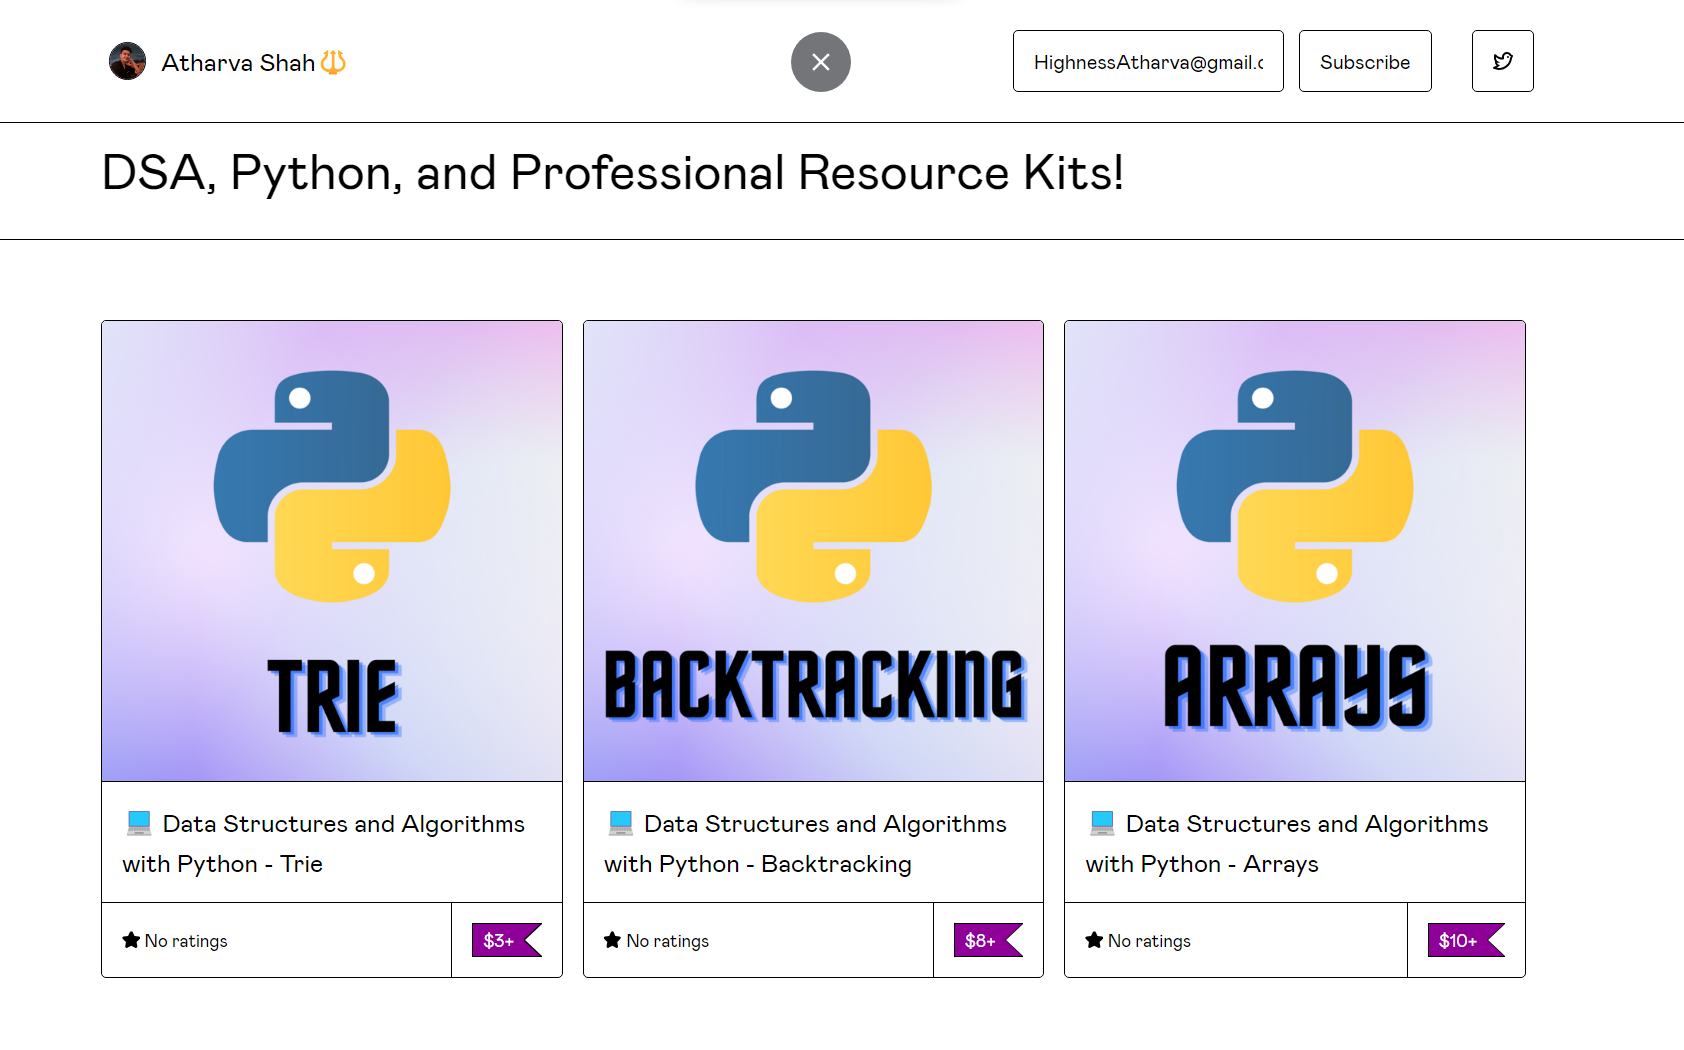 Atharva Shah🔱
HighnessAtharva@gmail.c
Subscribe
DSA, Python, and Professional Resource Kits!
TRIE
BACKTRACKING
ARRAYS
💻 Data Structures and Algorithms
with Python - Trie
💻 Data Structures and Algorithms
with Python - Backtracking
💻 Data Structures and Algorithms
with Python - Arrays
★ No ratings
$3+
★ No ratings
$8+
★ No ratings
$10+